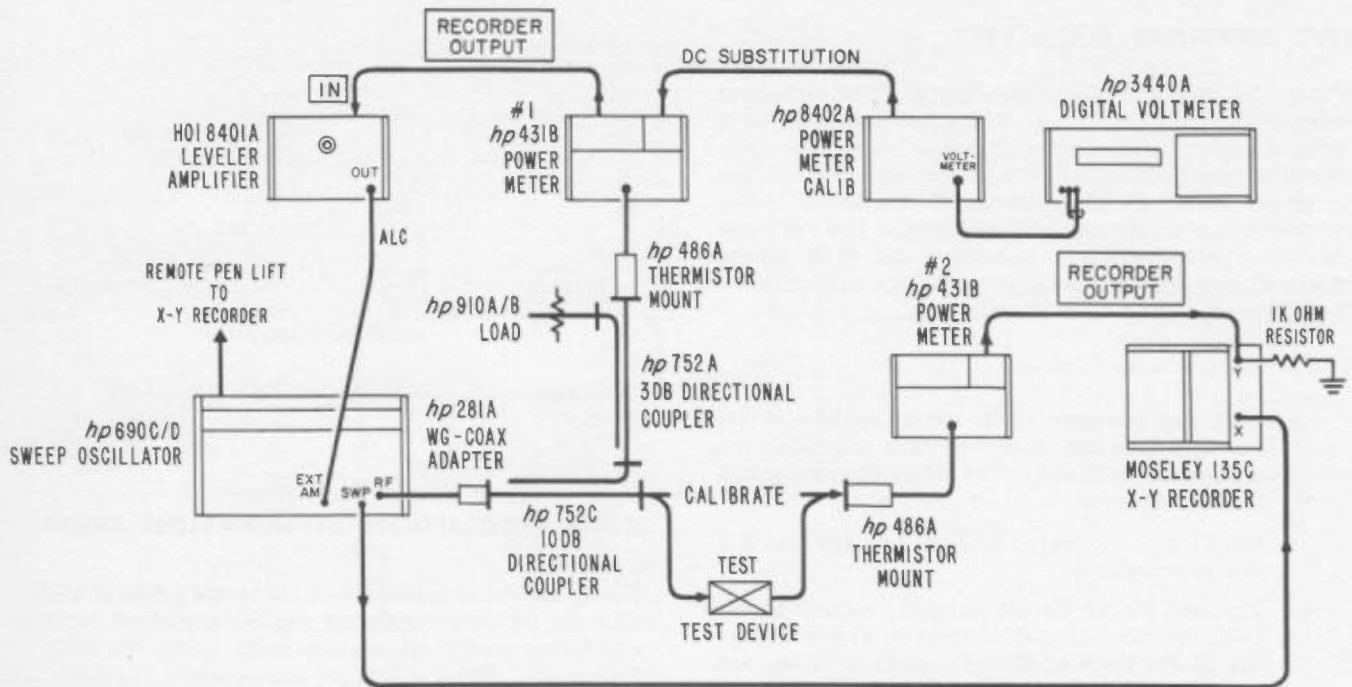 RECORDER
OUTPUT
IN
DC SUBSTITUTION
HO1 8401A
LEVELER
AMPLIFIER
OUT
#1
hp 431B
POWER
METER
hp 8402A
POWER
METER
CALIB
VOLT-
METER
hp 3440A
DIGITAL VOLTMETER
ALC
REMOTE PEN LIFT
TO
X-Y RECORDER
hp 486A
THERMISTOR
MOUNT
hp 910A/B
LOAD
#2
hp 431B
POWER
METER
RECORDER
OUTPUT
1K OHM
RESISTOR
hp 752A
3DB DIRECTIONAL
COUPLER
Y
X
hp 690C/D
SWEEP OSCILLATOR
EXT
AM
SWP
RF
hp 281A
WG-COAX
ADAPTER
MOSELEY 135C
X-Y RECORDER
hp 752C
10DB
DIRECTIONAL
COUPLER
CALIBRATE
hp 486A
THERMISTOR
MOUNT
TEST
TEST DEVICE